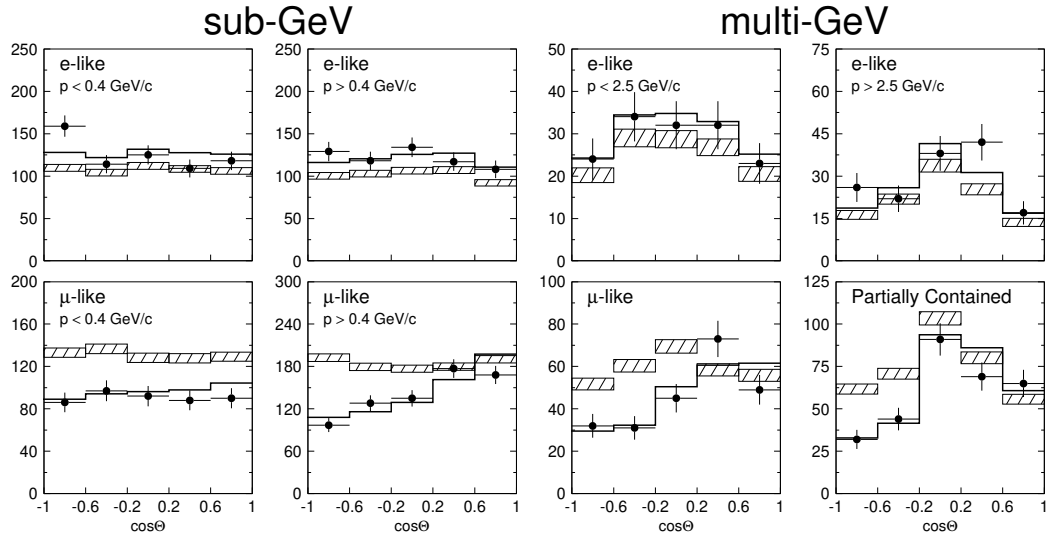 sub-GeV
multi-GeV
250
200
150
100
50
0
e-like
p < 0.4 GeV/c
250
200
150
100
50
0
e-like
p > 0.4 GeV/c
50
40
30
20
10
0
e-like
p < 2.5 GeV/c
75
60
45
30
15
0
e-like
p > 2.5 GeV/c
200
160
120
80
40
0
μ-like
p < 0.4 GeV/c
-1 -0.6 -0.2 0.2 0.6 1
cosΘ
300
240
180
120
60
0
μ-like
p > 0.4 GeV/c
-1 -0.6 -0.2 0.2 0.6 1
cosΘ
100
80
60
40
20
0
μ-like
-1 -0.6 -0.2 0.2 0.6 1
cosΘ
125
100
75
50
25
0
Partially Contained
-1 -0.6 -0.2 0.2 0.6 1
cosΘ